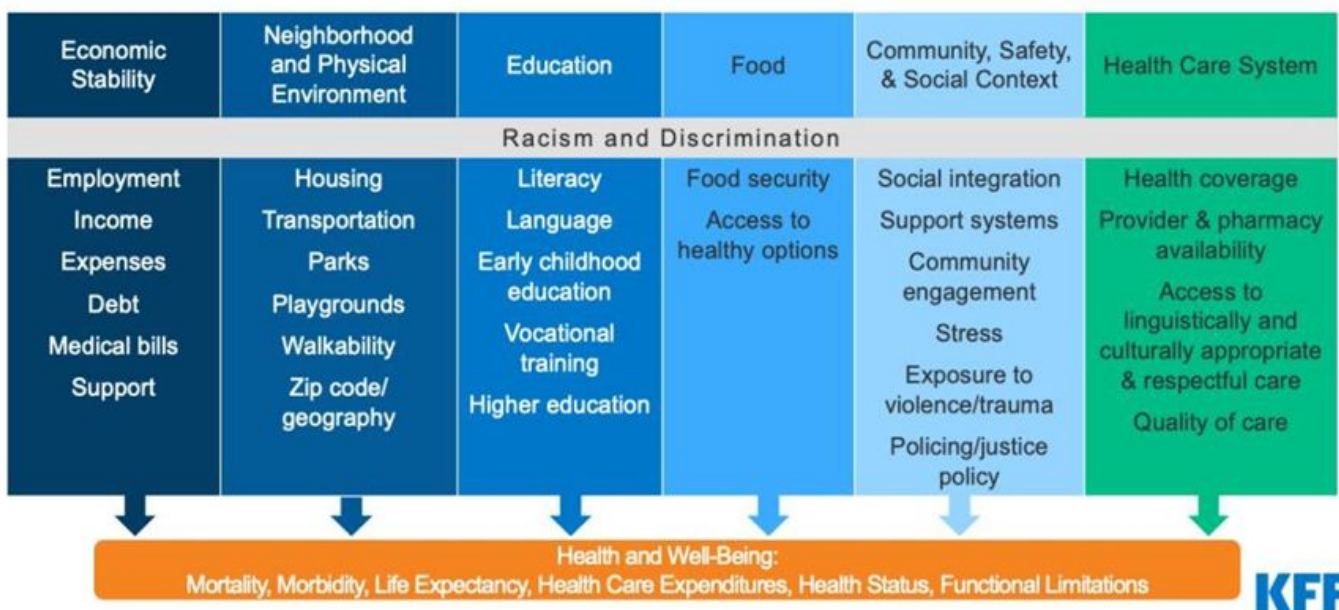 Economic
Stability
Neighborhood
and Physical
Environment
Education
Food
Community, Safety,
& Social Context
Health Care System
Racism and Discrimination
Employment
Income
Expenses
Debt
Medical bills
Support
Housing
Transportation
Parks
Playgrounds
Walkability
Zip code/
geography
Literacy
Language
Early childhood
education
Vocational
training
Higher education
Food security
Access to
healthy options
Social integration
Support systems
Community
engagement
Stress
Exposure to
violence/trauma
Policing/justice
policy
Health coverage
Provider & pharmacy
availability
Access to
linguistically and
culturally appropriate
& respectful care
Quality of care
Health and Well-Being:
Mortality, Morbidity, Life Expectancy, Health Care Expenditures, Health Status, Functional Limitations
KFF